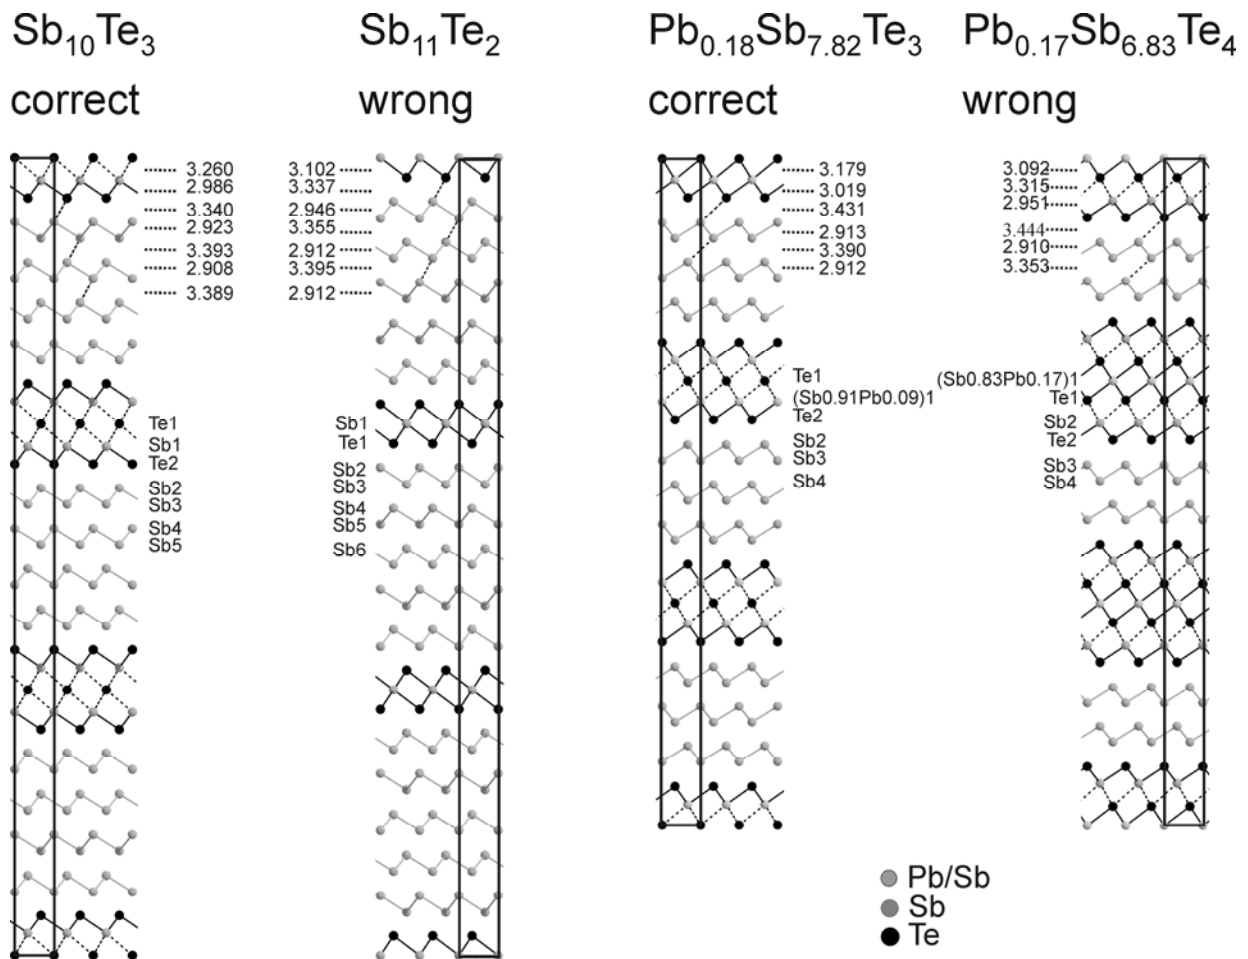 Sb10Te3
correct
3.260
2.986
3.340
2.923
3.393
2.908
3.389
Te1
Sb1
Te2
Sb2
Sb3
Sb4
Sb5
Sb11Te2
wrong
3.102
3.337
2.946
3.355
2.912
3.395
2.912
Sb1
Te1
Sb2
Sb3
Sb4
Sb5
Sb6
Pb0.18Sb7.82Te3
correct
3.179
3.019
3.431
2.913
3.390
2.912
Te1
(Sb0.91Pb0.09)1
Te2
Sb2
Sb3
Sb4
Pb0.17Sb6.83Te4
wrong
3.092
3.315
2.951
3.444
2.910
3.353
(Sb0.83Pb0.17)1
Te1
Sb2
Te2
Sb3
Sb4
Pb/Sb
Sb
Te